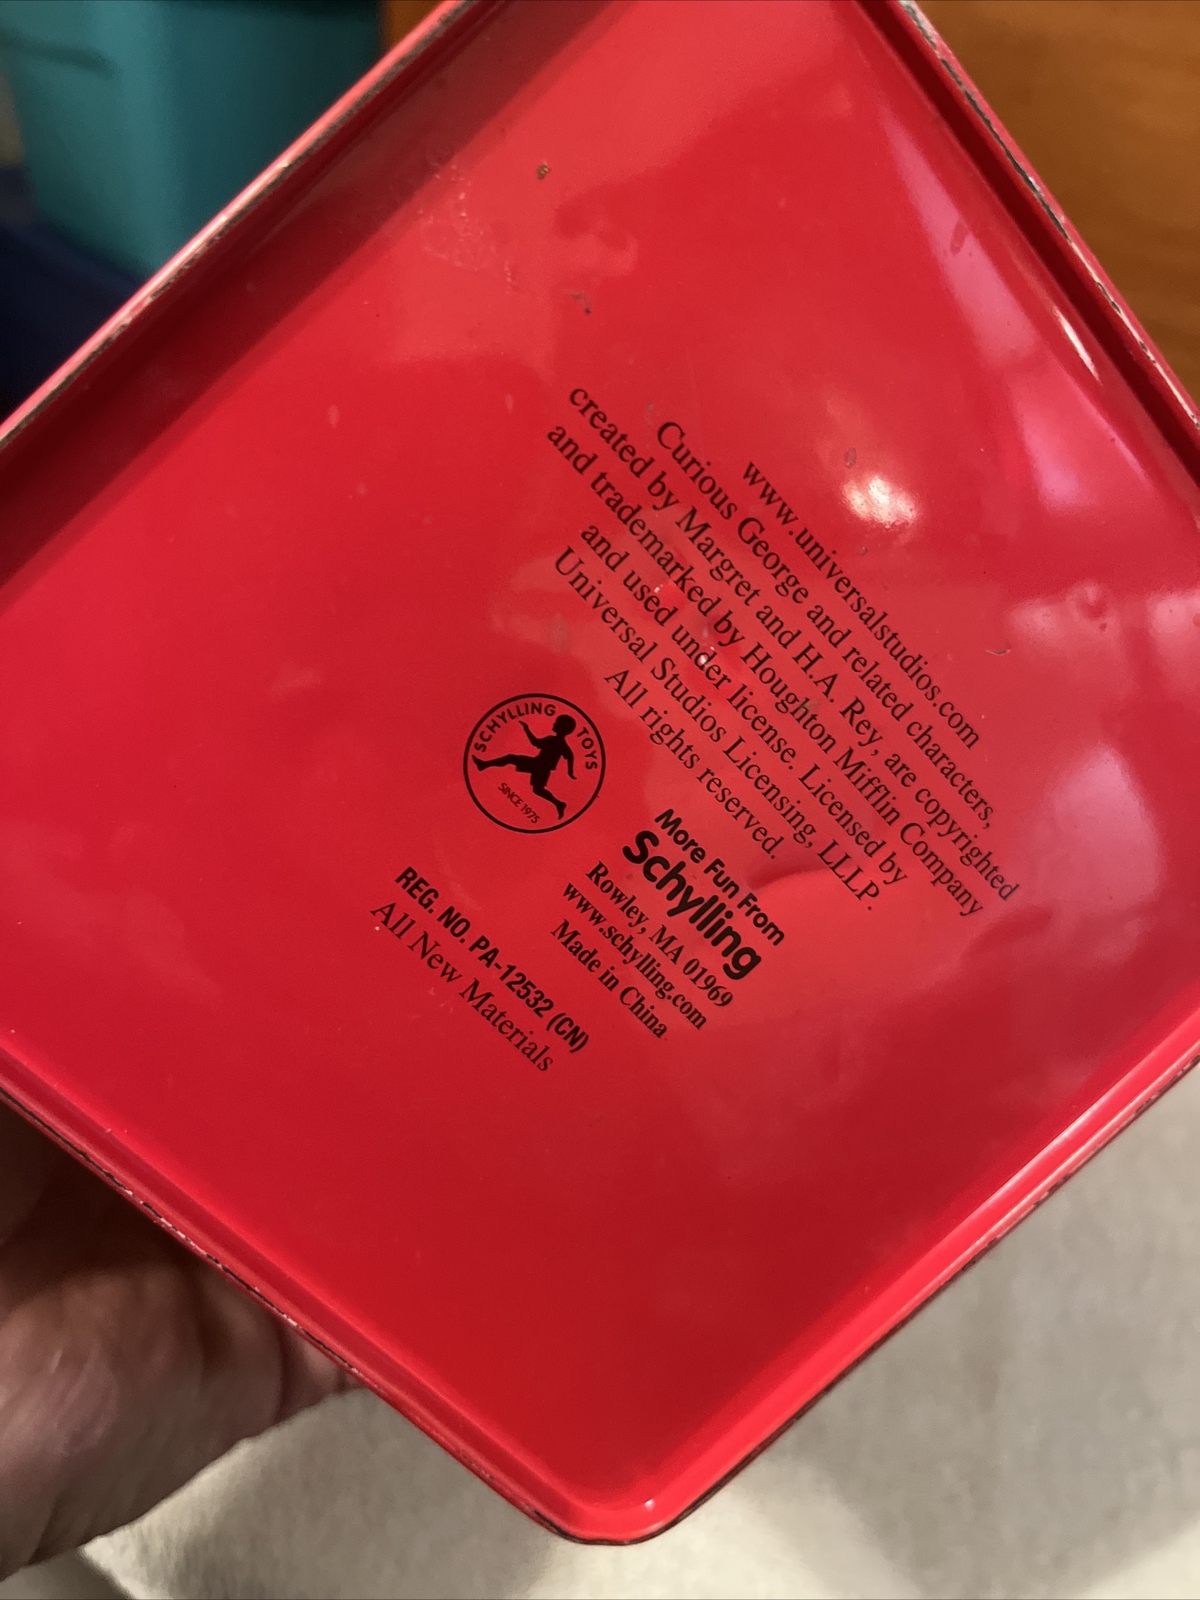 www.universalstudios.com
Curious George and related characters,
created by Margret and H.A. Rey, are copyrighted
and trademarked by Houghton Mifflin Company
and used under license. Licensed by
Universal Studios Licensing, LLLP.
All rights reserved.
SCHYLLING TOYS
SINCE 1975
More Fun From
Schylling
Rowley, MA 01969
www.schylling.com
Made in China
REG. NO. PA-12532 (CN)
All New Materials